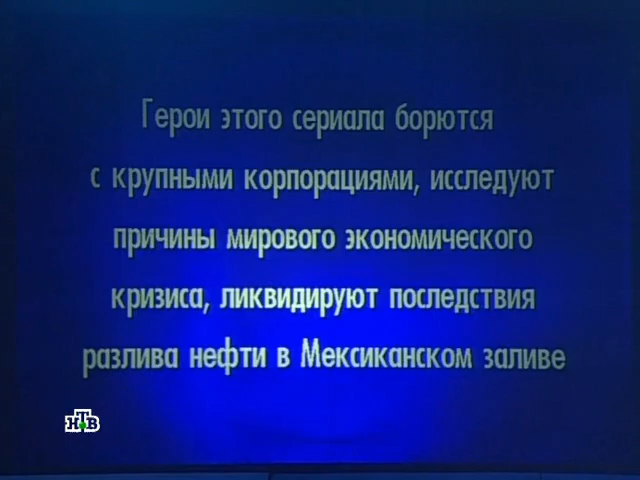 Герои этого сериала борются
с крупными корпорациями, исследуют
причины мирового экономического
кризиса, ликвидируют последствия
разлива нефти в Мексиканском заливе
НТВ